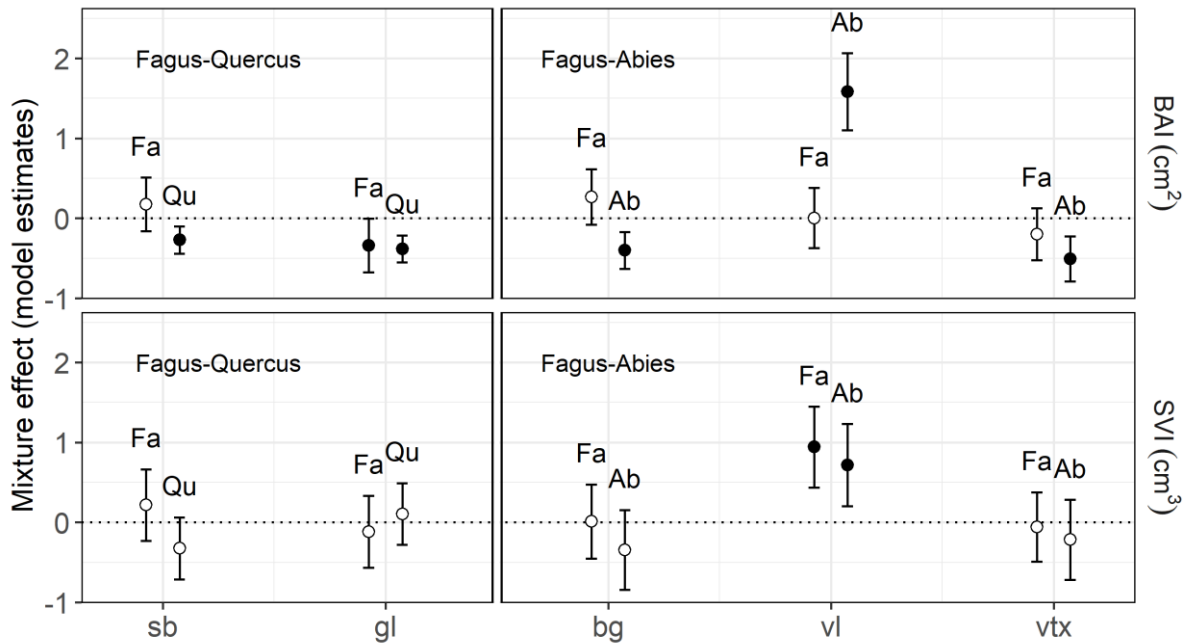 Mixture effect (model estimates)
Fagus-Quercus
Fagus-Abies
2
1
0
-1
Fa
Qu
Fa
Qu
Fa
Ab
Fa
Ab
Fa
Ab
BAI (cm²)
Fagus-Quercus
Fagus-Abies
2
1
0
-1
Fa
Qu
Fa
Qu
Fa
Ab
Fa
Ab
Fa
Ab
SVI (cm³)
sb
gl
bg
vl
vtx